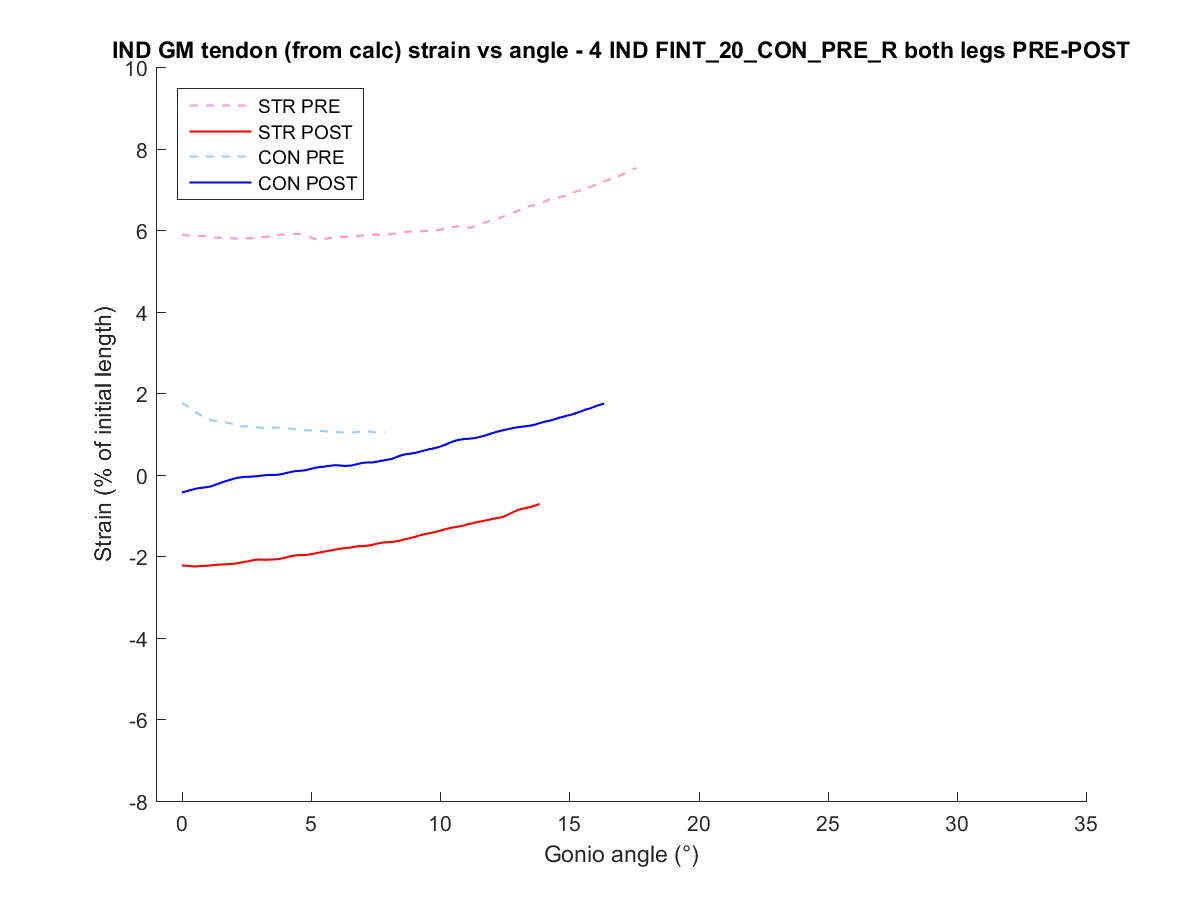 IND GM tendon (from calc) strain vs angle - 4 IND FINT_20_CON_PRE_R both legs PRE-POST
STR PRE
STR POST
CON PRE
CON POST
Strain (% of initial length)
10
8
6
4
2
0
-2
-4
-6
-8
0 5 10 15 20 25 30 35
Gonio angle (°)